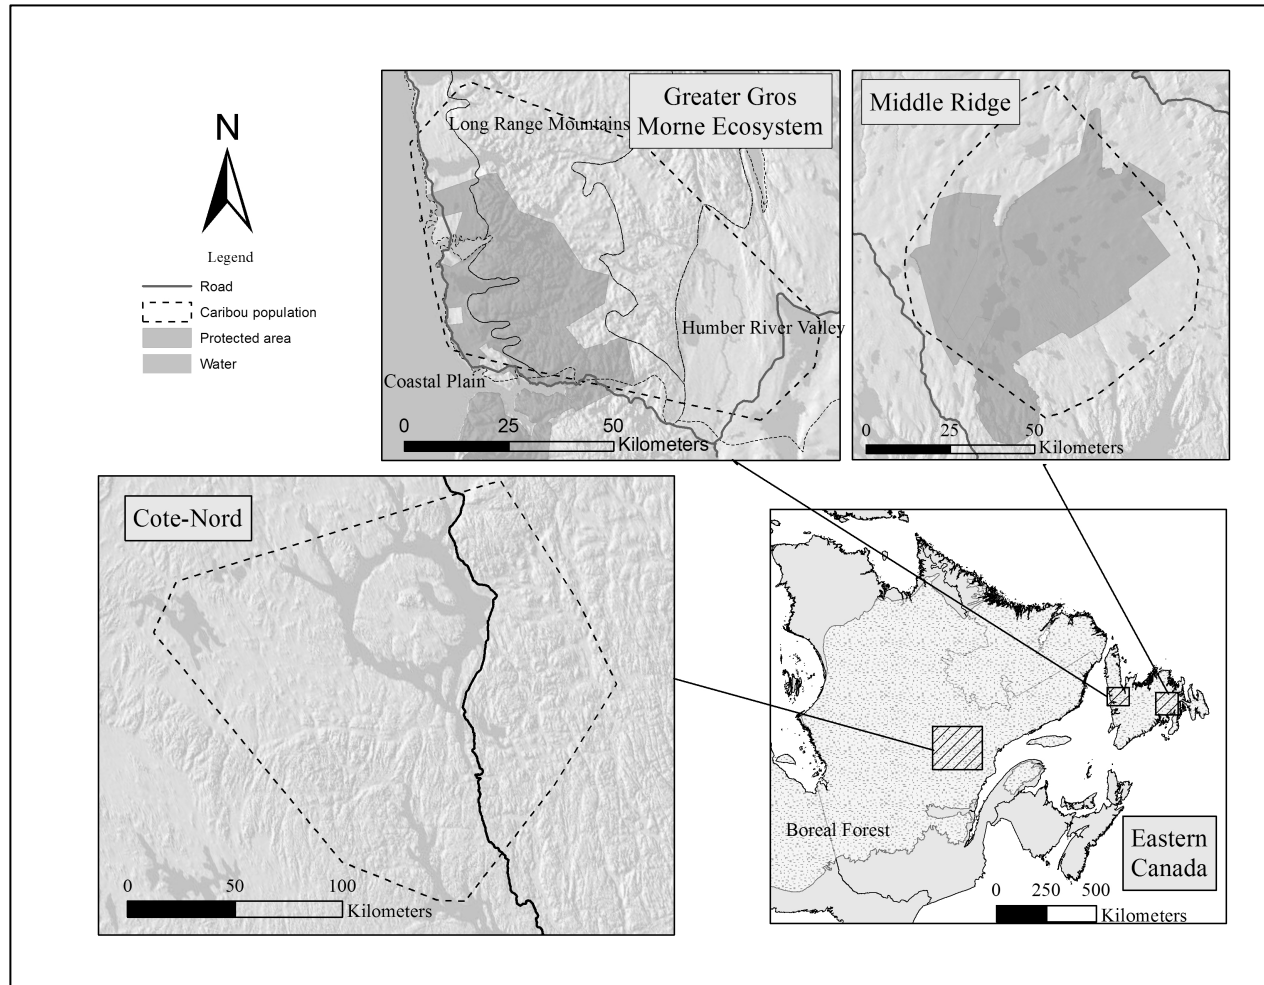 N
Legend
Road
Caribou population
Protected area
Water
Greater Gros
Morne Ecosystem
Long Range Mountains
Humber River Valley
Coastal Plain
0 25 50
Kilometers
Middle Ridge
0 25 50
Kilometers
Cote-Nord
0 50 100
Kilometers
Boreal Forest
Eastern
Canada
0 250 500
Kilometers